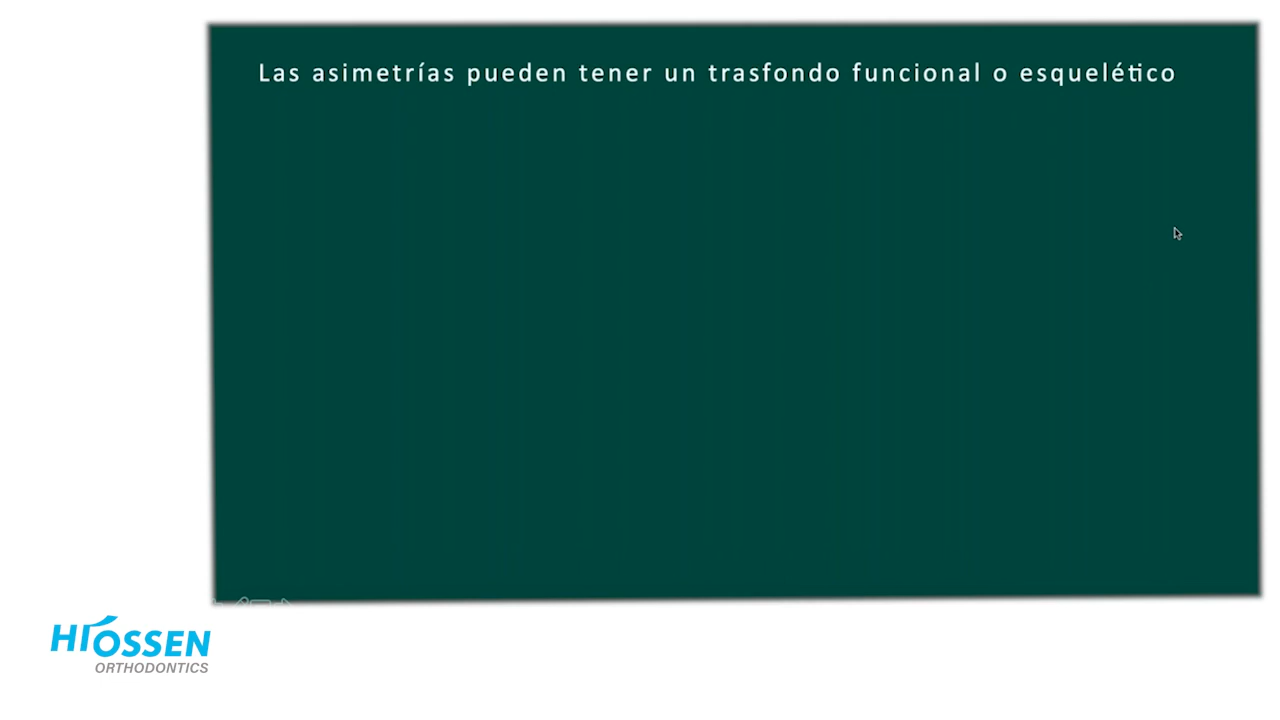 Las asimetrías pueden tener un trasfondo funcional o esquelético
HIOSSEN
ORTHODONTICS